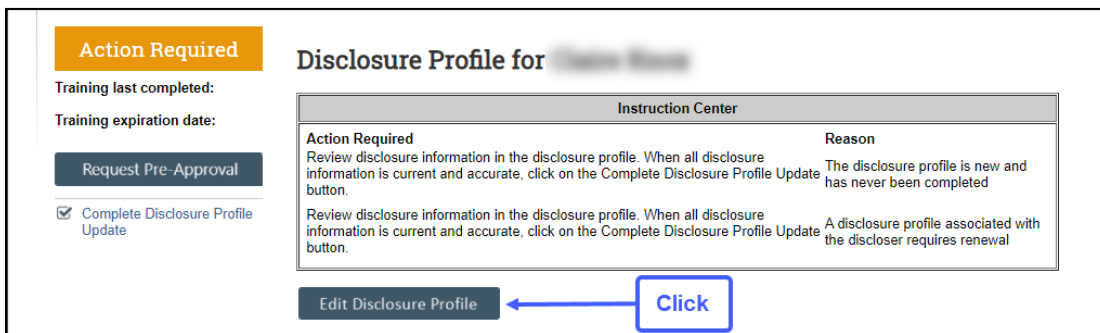 Action Required
Training last completed:
Training expiration date:
Request Pre-Approval
Complete Disclosure Profile
Update
Disclosure Profile for
Instruction Center
Action Required
Reason
Review disclosure information in the disclosure profile. When all disclosure
information is current and accurate, click on the Complete Disclosure Profile Update
button.
The disclosure profile is new and
has never been completed
Review disclosure information in the disclosure profile. When all disclosure
information is current and accurate, click on the Complete Disclosure Profile Update
button.
A disclosure profile associated with
the discloser requires renewal
Edit Disclosure Profile
Click